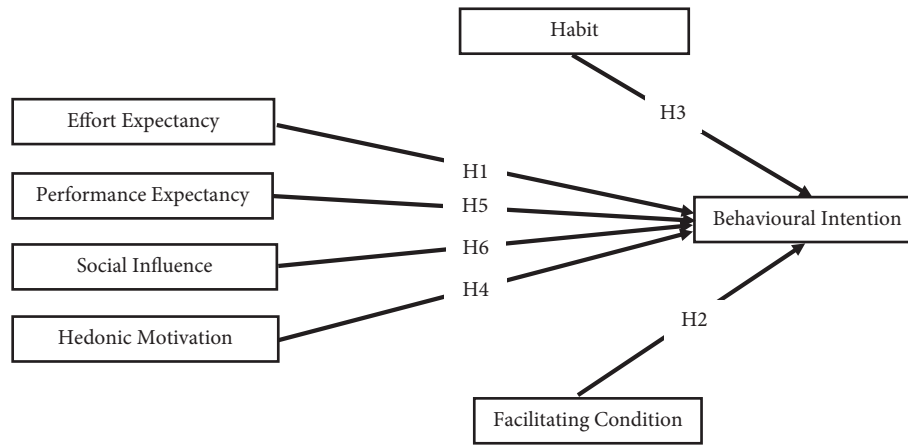 Habit
H3
Effort Expectancy
H1
Performance Expectancy
H5
Behavioural Intention
Social Influence
H6
H4
Hedonic Motivation
H2
Facilitating Condition